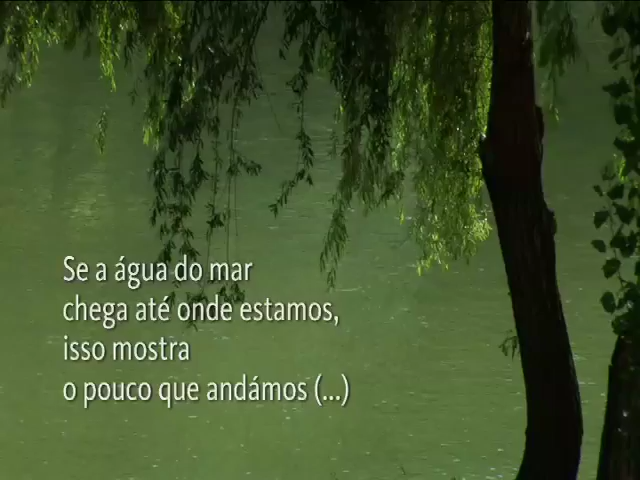 Se a água do mar
chega até onde estamos,
isso mostra
o pouco que andámos (...)